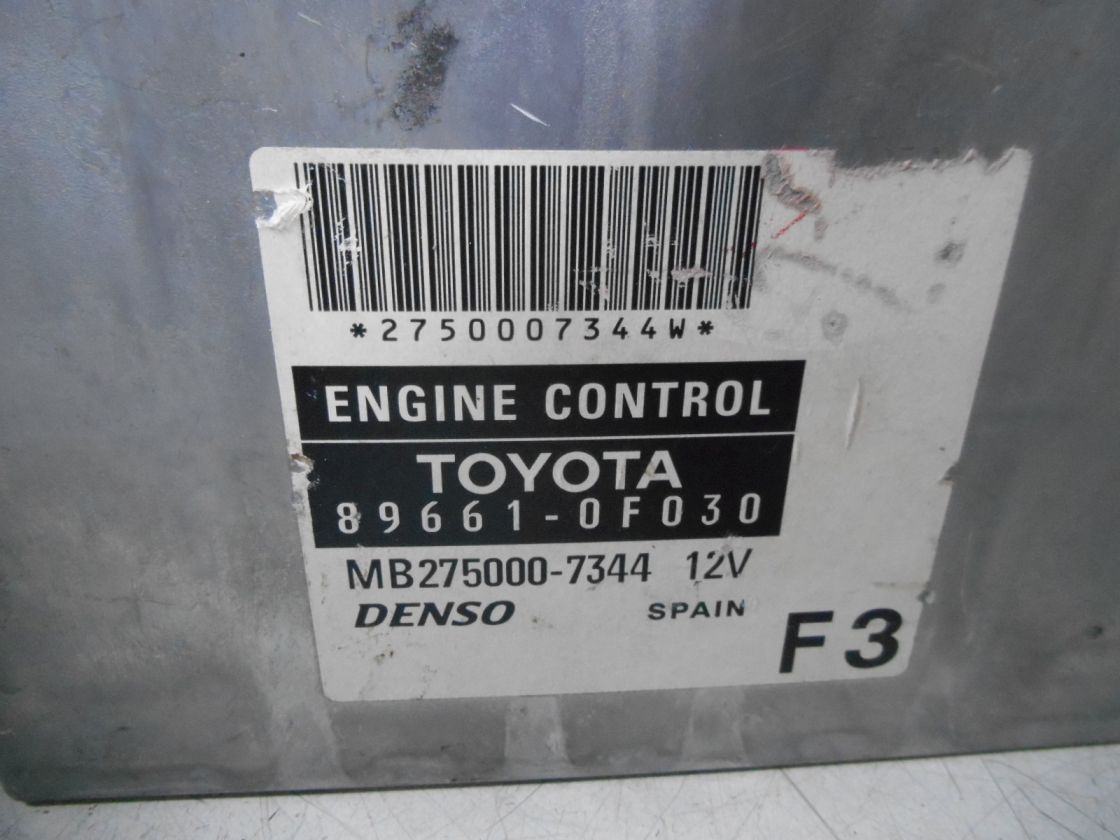 *2750007344W*
ENGINE CONTROL
TOYOTA
89661-0F030
MB275000-7344 12V
DENSO SPAIN
F3